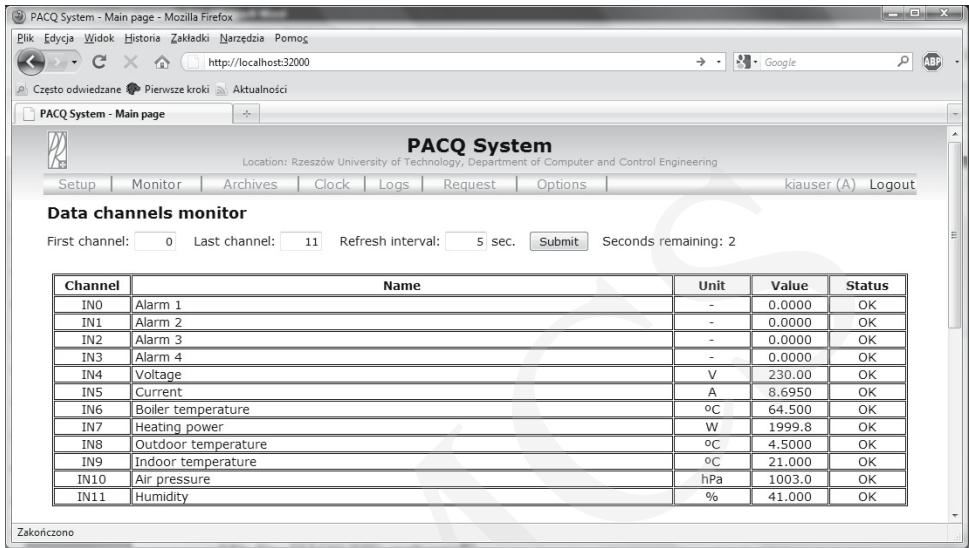 PACQ System - Main page - Mozilla Firefox
Plik Edycja Widok Historia Zakładki Narzędzia Pomoc
http://localhost:32000 Google ABP
Często odwiedzane Pierwsze kroki Aktualności
PACQ System - Main page
PACQ System
Location: Rzeszów University of Technology, Department of Computer and Control Engineering
Setup | Monitor | Archives | Clock | Logs | Request | Options | kiauser (A) Logout
Data channels monitor
First channel: 0 Last channel: 11 Refresh interval: 5 sec. Submit Seconds remaining: 2
Channel Name Unit Value Status
IN0 Alarm 1 - 0.0000 OK
IN1 Alarm 2 - 0.0000 OK
IN2 Alarm 3 - 0.0000 OK
IN3 Alarm 4 - 0.0000 OK
IN4 Voltage V 230.00 OK
IN5 Current A 8.6950 OK
IN6 Boiler temperature ºC 64.500 OK
IN7 Heating power W 1999.8 OK
IN8 Outdoor temperature ºC 4.5000 OK
IN9 Indoor temperature ºC 21.000 OK
IN10 Air pressure hPa 1003.0 OK
IN11 Humidity % 41.000 OK
Zakończono